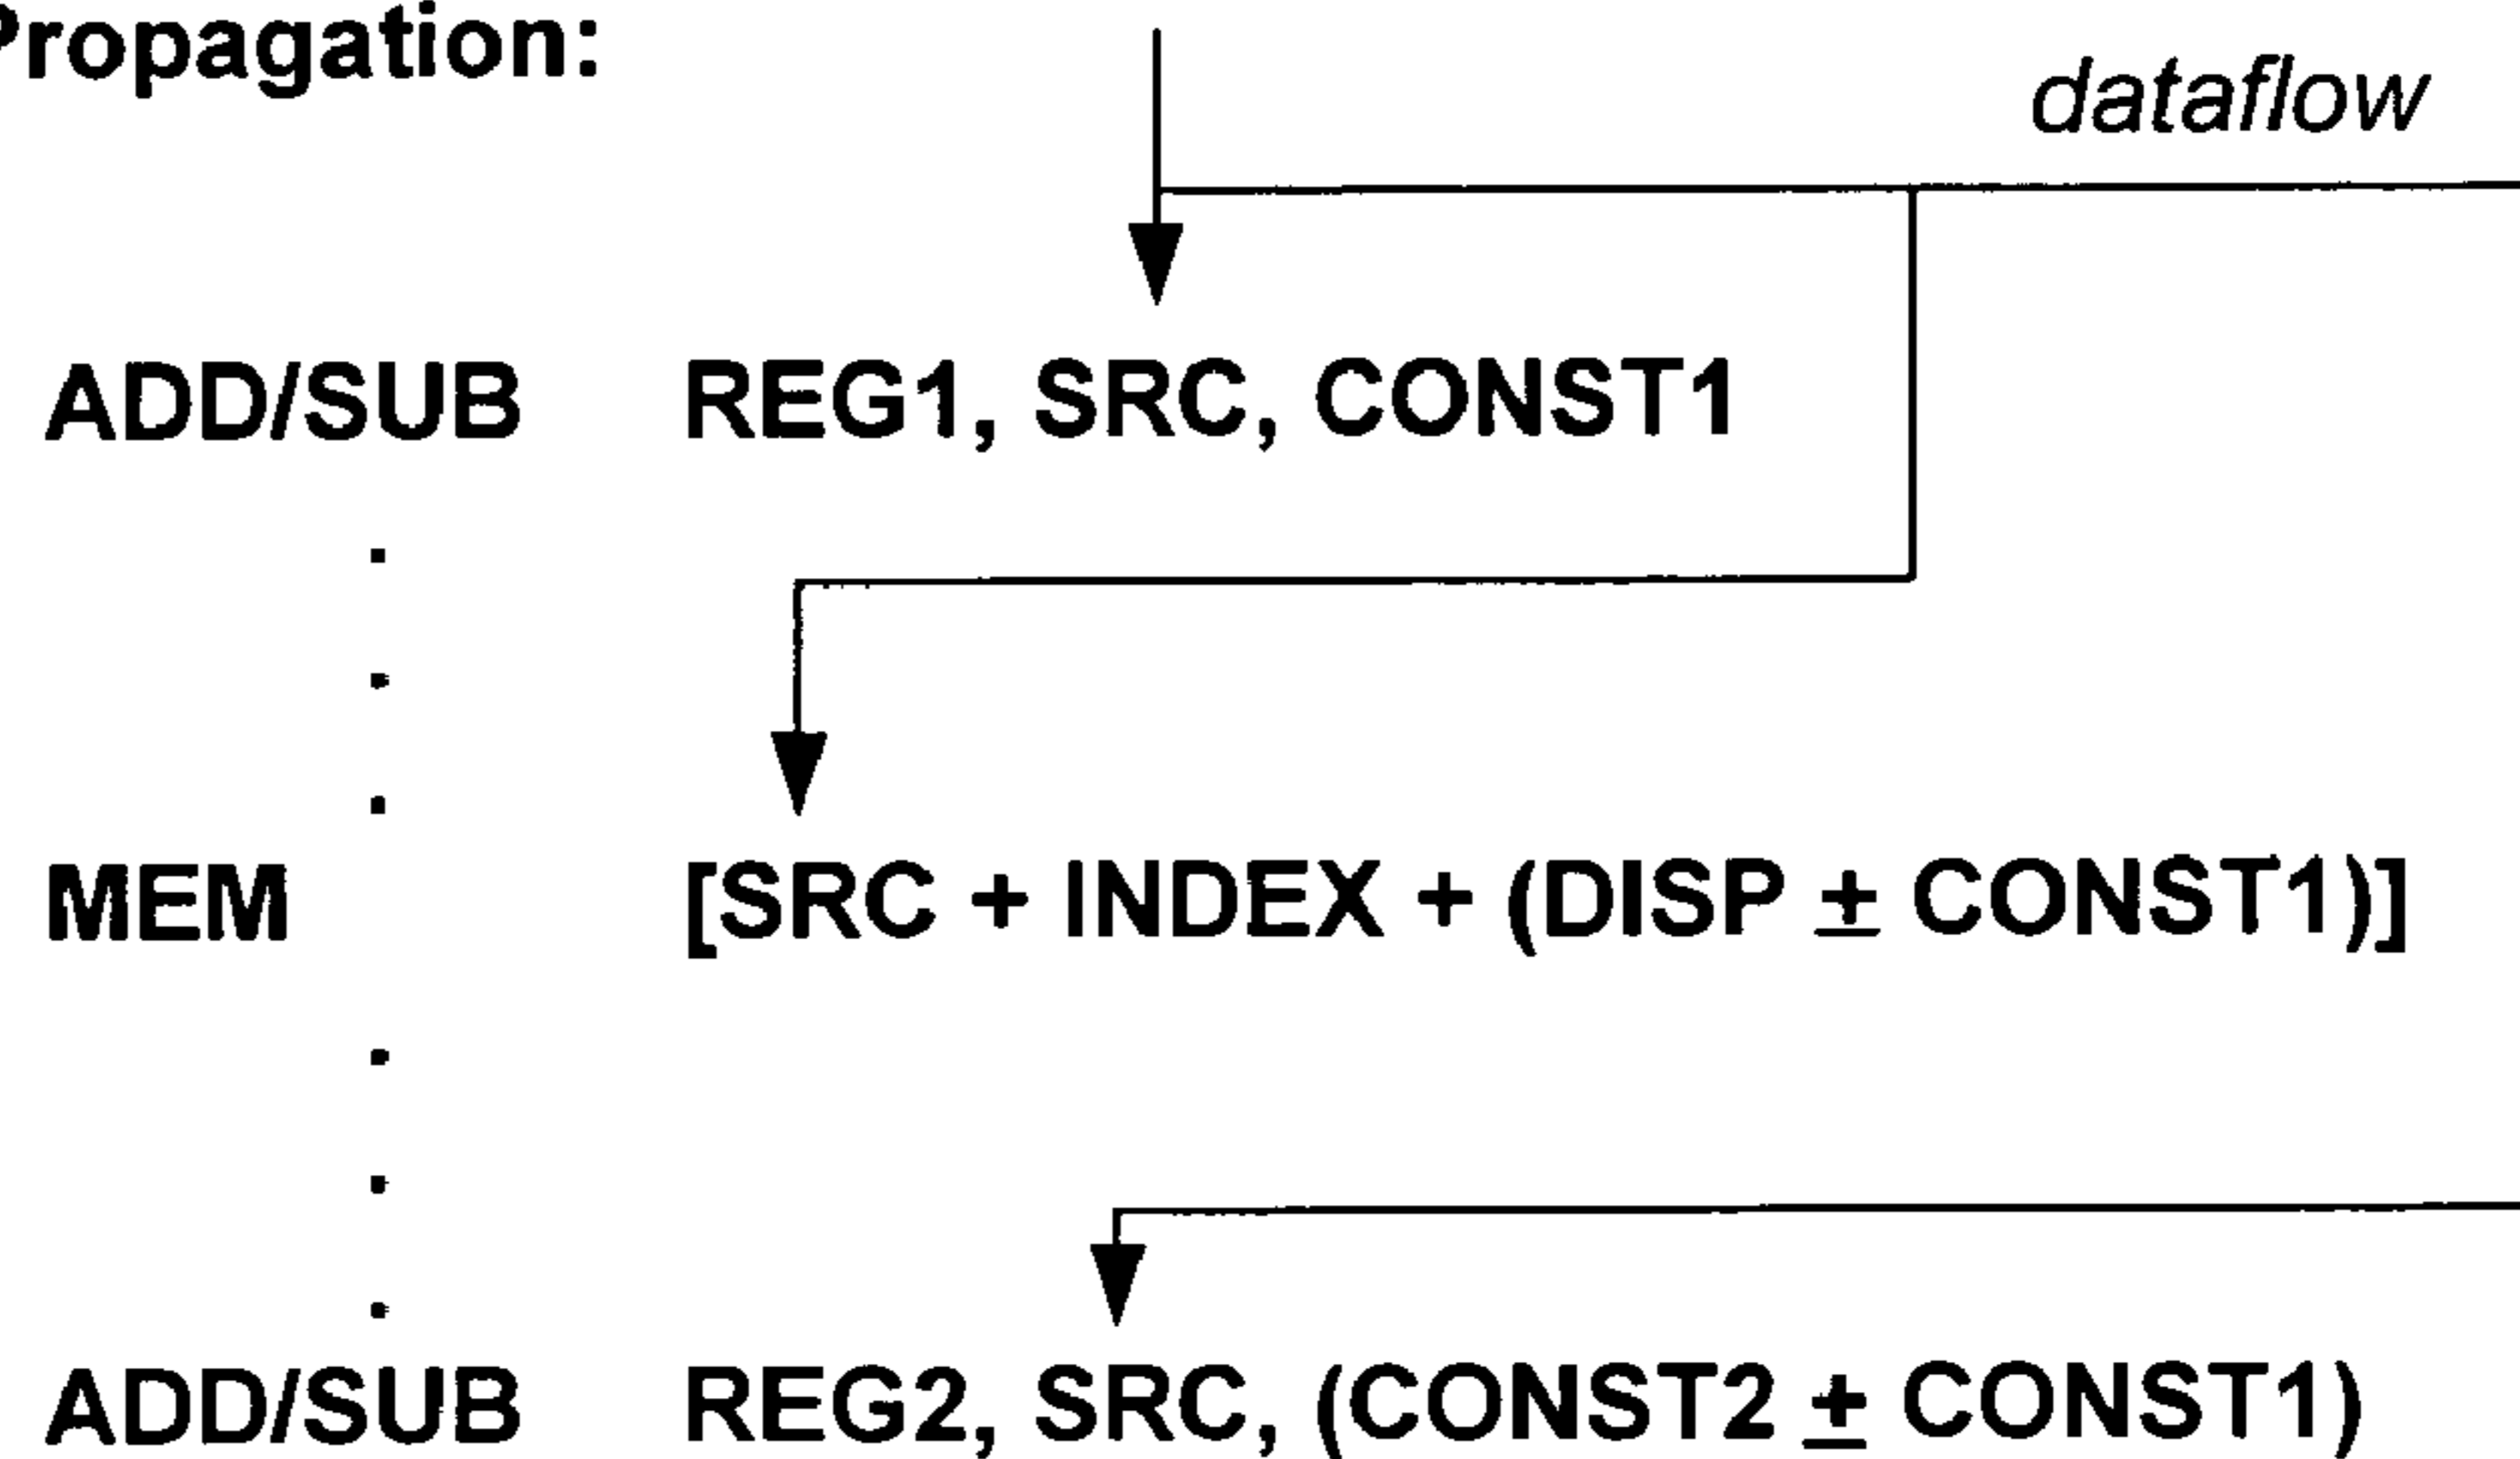 Propagation:
dataflow
ADD/SUB REG1, SRC, CONST1
MEM [SRC + INDEX + (DISP ± CONST1)]
ADD/SUB REG2, SRC, (CONST2 ± CONST1)